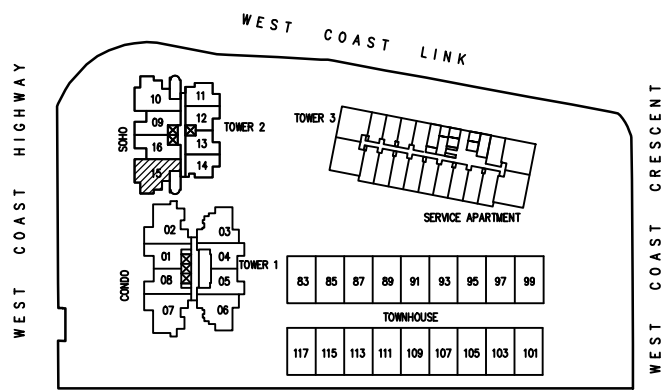 WEST COAST LINK
WEST COAST HIGHWAY
WEST COAST CRESCENT
SOHO
10 11
09 12
16 13
15 14
TOWER 2
TOWER 3
SERVICE APARTMENT
CONDO
02 03
01 04
08 05
07 06
TOWER 1
83 85 87 89 91 93 95 97 99
TOWNHOUSE
117 115 113 111 109 107 105 103 101